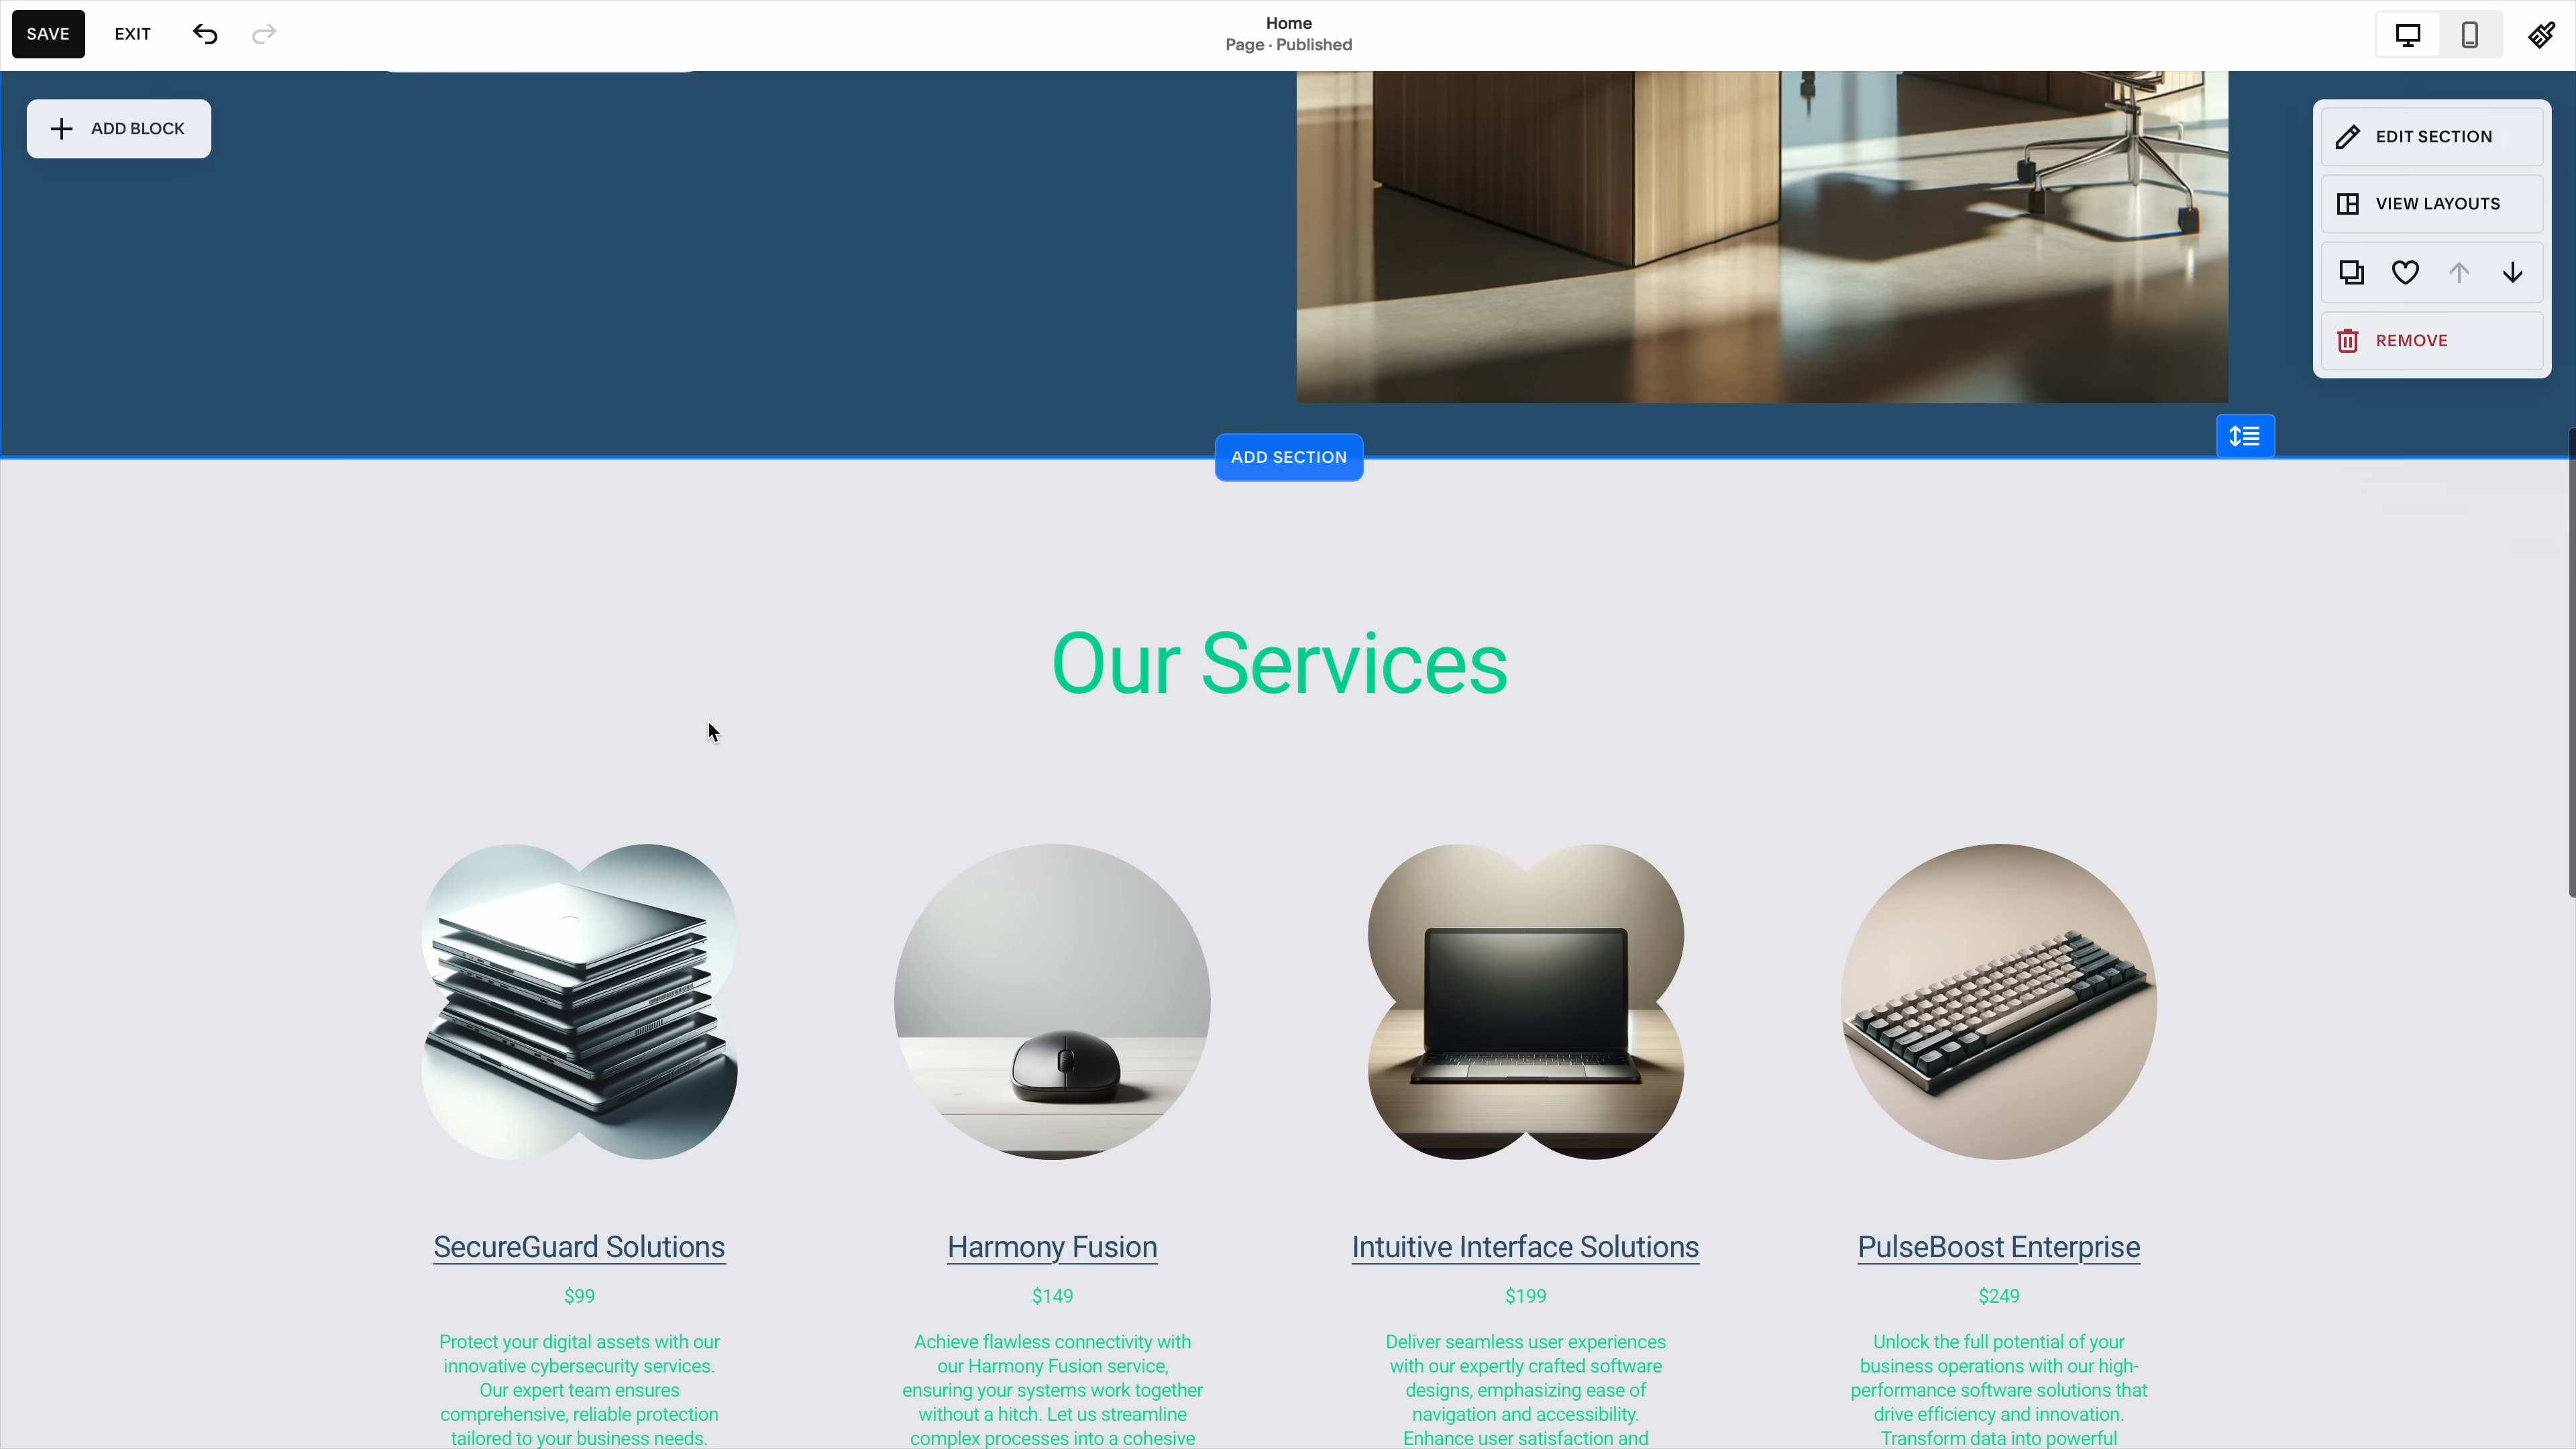 SAVE
EXIT
Home
Page · Published
ADD BLOCK
EDIT SECTION
VIEW LAYOUTS
REMOVE
ADD SECTION
Our Services
SecureGuard Solutions
$99
Protect your digital assets with our
innovative cybersecurity services.
Our expert team ensures
comprehensive, reliable protection
tailored to your business needs.
Harmony Fusion
$149
Achieve flawless connectivity with
our Harmony Fusion service,
ensuring your systems work together
without a hitch. Let us streamline
complex processes into a cohesive
Intuitive Interface Solutions
$199
Deliver seamless user experiences
with our expertly crafted software
designs, emphasizing ease of
navigation and accessibility.
Enhance user satisfaction and
PulseBoost Enterprise
$249
Unlock the full potential of your
business operations with our high-
performance software solutions that
drive efficiency and innovation.
Transform data into powerful